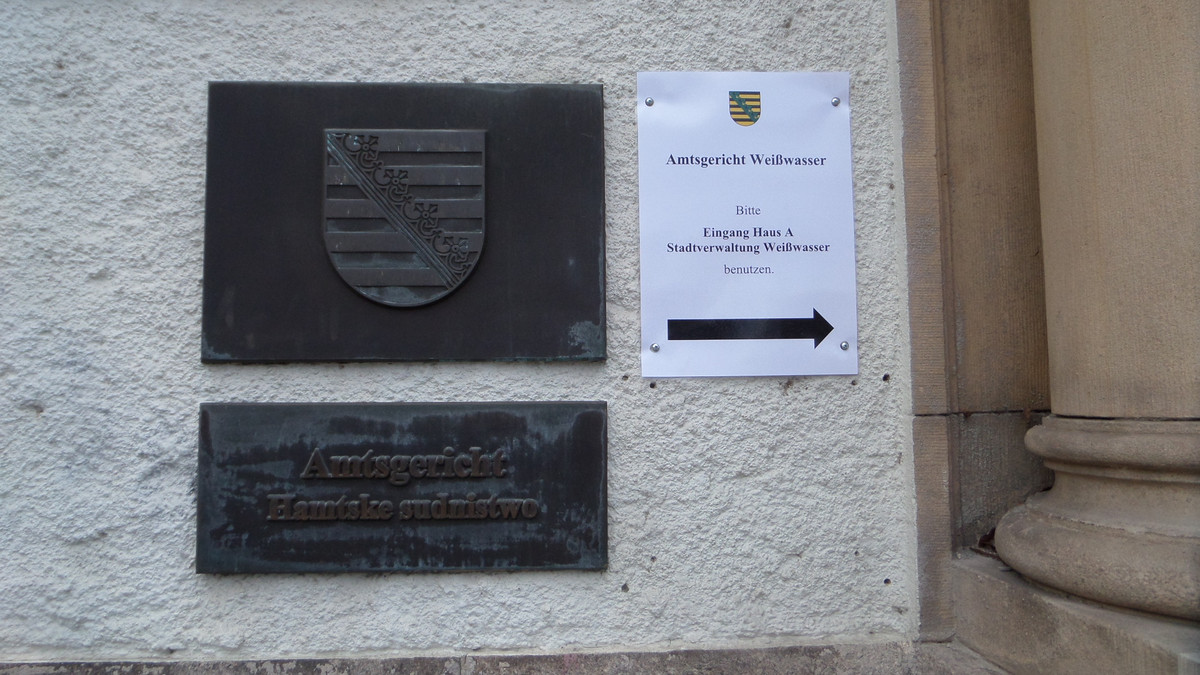 Amtsgericht
Hamtske sudnistwo
Amtsgericht Weißwasser
Bitte
Eingang Haus A
Stadtverwaltung Weißwasser
benutzen.